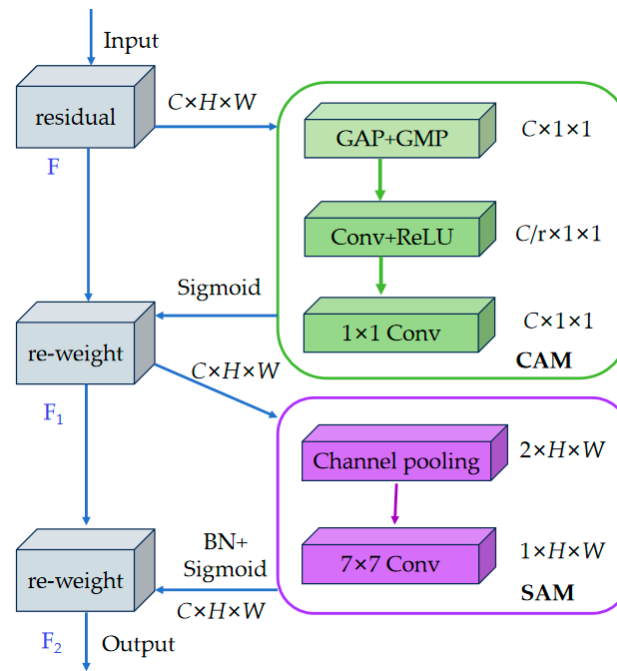 Input
residual
C×H×W
F
GAP+GMP
C×1×1
Conv+ReLU
C/r×1×1
Sigmoid
1×1 Conv
C×1×1
CAM
re-weight
C×H×W
F₁
Channel pooling
2×H×W
BN+
Sigmoid
7×7 Conv
1×H×W
SAM
re-weight
C×H×W
F₂
Output